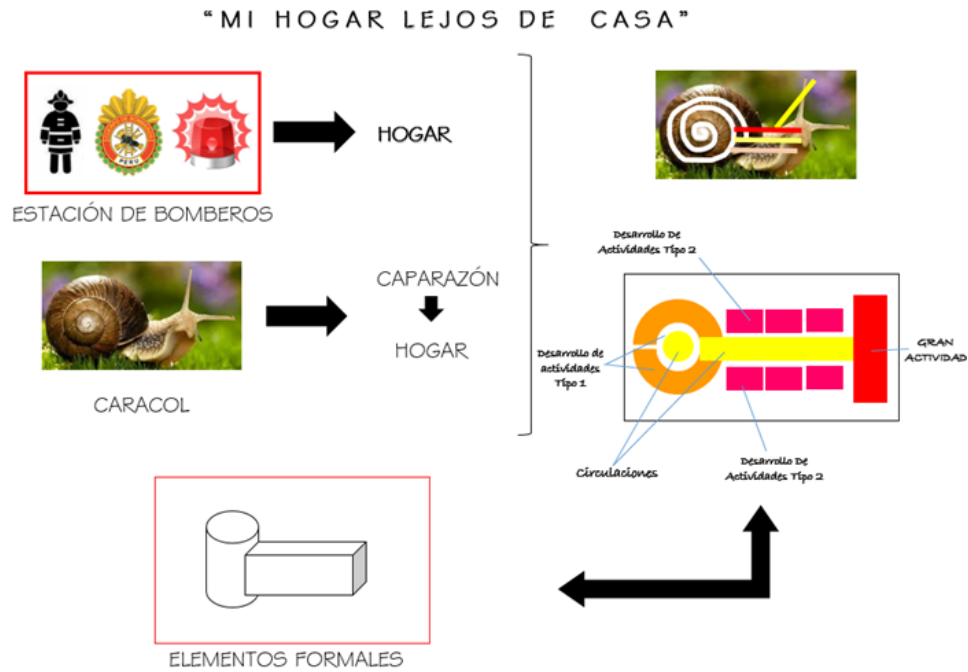 “MI HOGAR LEJOS DE CASA”
HOGAR
PERU
ESTACIÓN DE BOMBEROS
CAPARAZÓN
HOGAR
CARACOL
Desarrollo De
Actividades Tipo 2
Desarrollo de
actividades
Tipo 1
GRAN
ACTIVIDAD
Circulaciones
Desarrollo De
Actividades Tipo 2
ELEMENTOS FORMALES